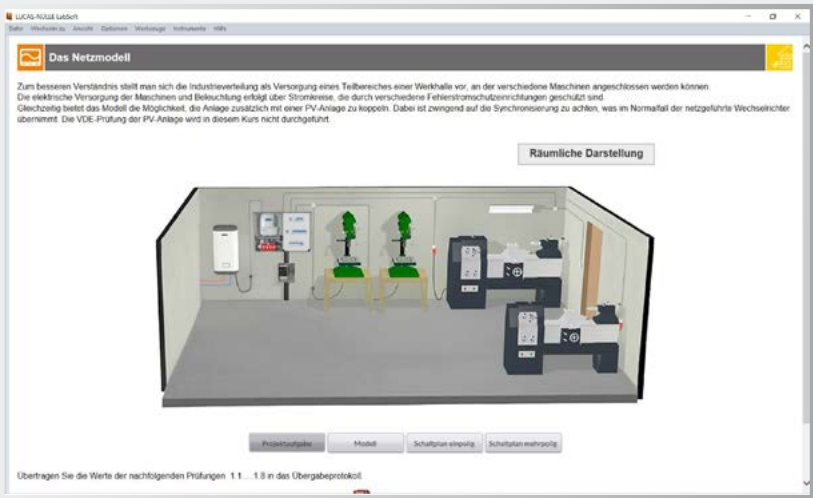 LUCAS-NÜLLE LabSoft
Datei Wechseln zu Ansicht Optionen Werkzeuge Instrumente Hilfe
Das Netzmodell
Zum besseren Verständnis stellt man sich die Industrieverteilung als Versorgung eines Teilbereiches einer Werkhalle vor, an der verschiedene Maschinen angeschlossen werden können.
Die elektrische Versorgung der Maschinen und Beleuchtung erfolgt über Stromkreise, die durch verschiedene Fehlerstromschutzeinrichtungen geschützt sind.
Gleichzeitig bietet das Modell die Möglichkeit, die Anlage zusätzlich mit einer PV-Anlage zu koppeln. Dabei ist zwingend auf die Synchronisierung zu achten, was im Normalfall der netzgeführte Wechselrichter
übernimmt. Die VDE-Prüfung der PV-Anlage wird in diesem Kurs nicht durchgeführt.
Räumliche Darstellung
Projektaufgabe Modell Schaltplan einpolig Schaltplan mehrpolig
Übertragen Sie die Werte der nachfolgenden Prüfungen 1.1.....1.8 in das Übergabeprotokoll.